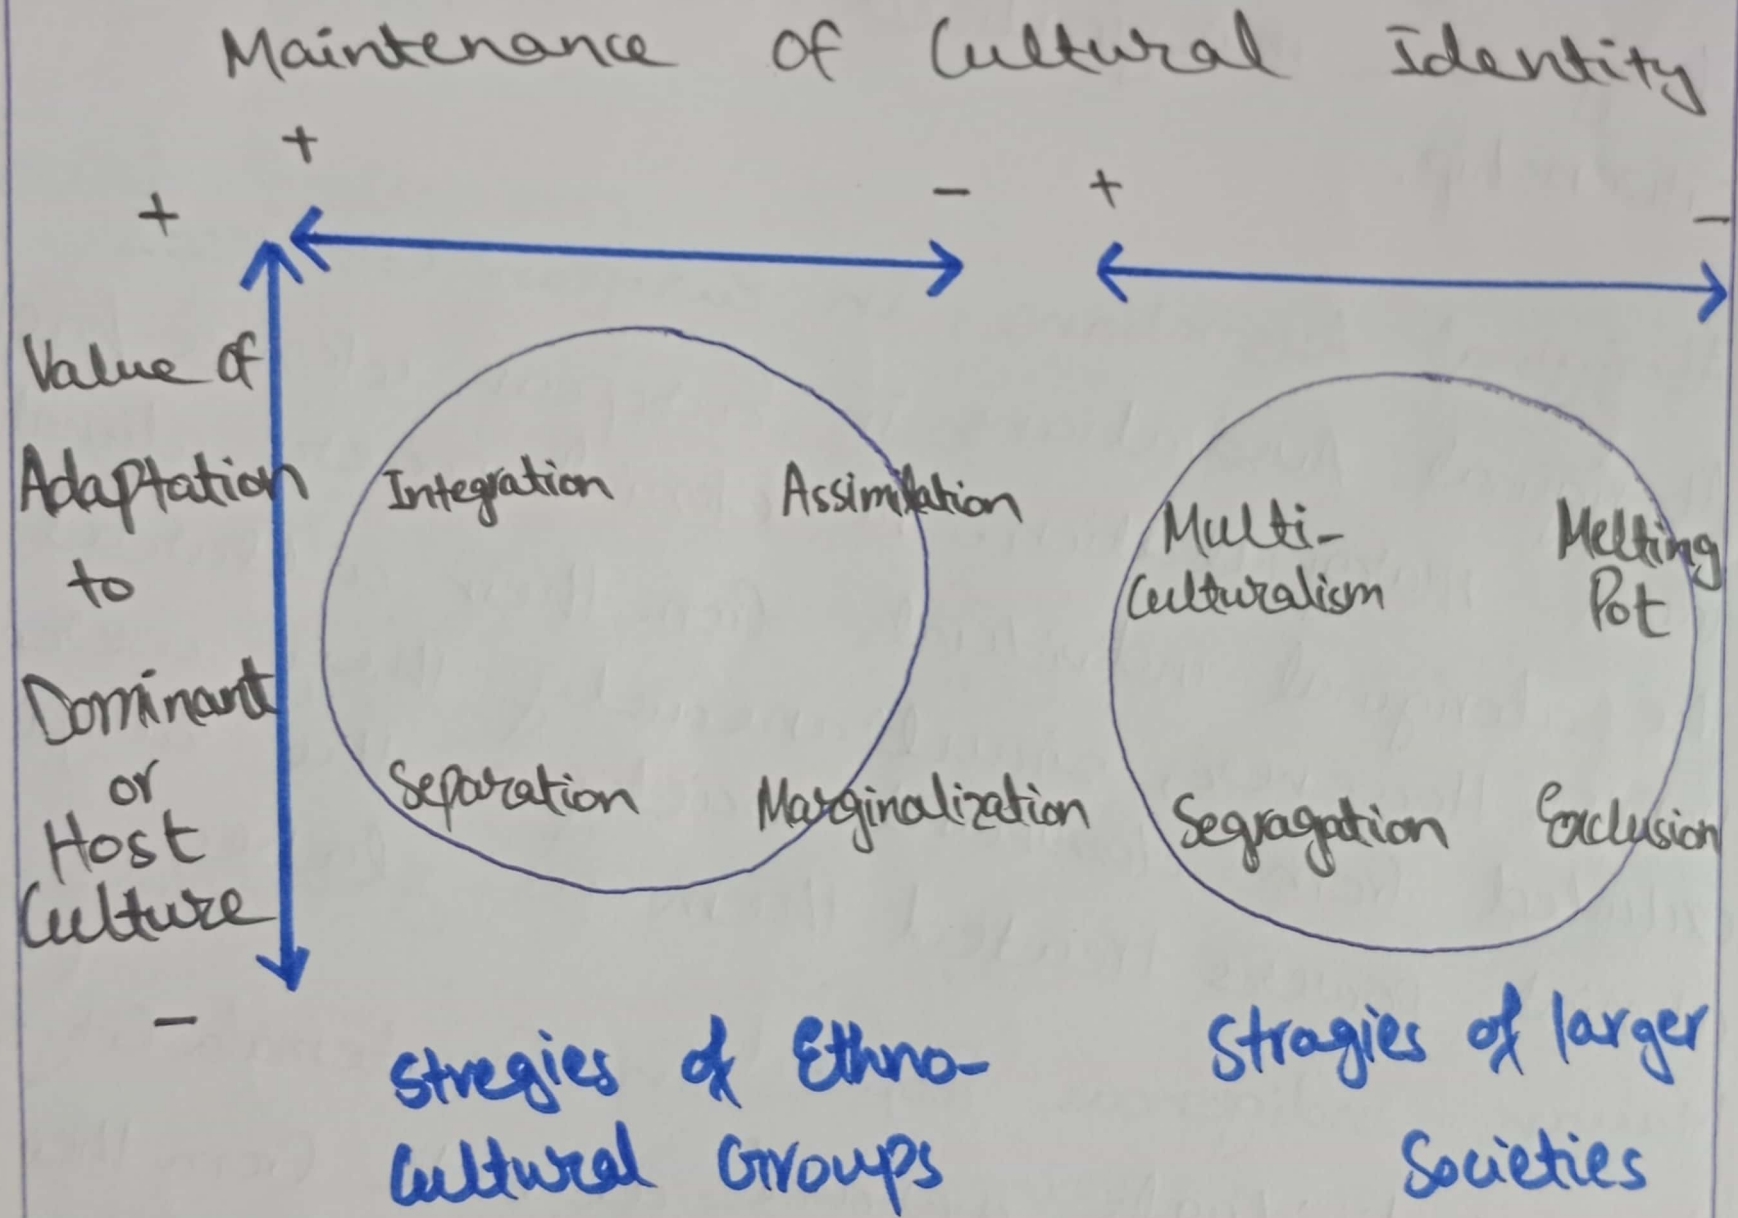 Maintenance of Cultural Identity
+
+ - + -
Value of
Adaptation
to
Dominant
or
Host
Culture
-
Integration Assimilation
Separation Marginalization
Multi-
Culturalism
Melting
Pot
Segragation Exclusion
Stregies of Ethno-
Cultural Groups
Stragies of larger
Societies